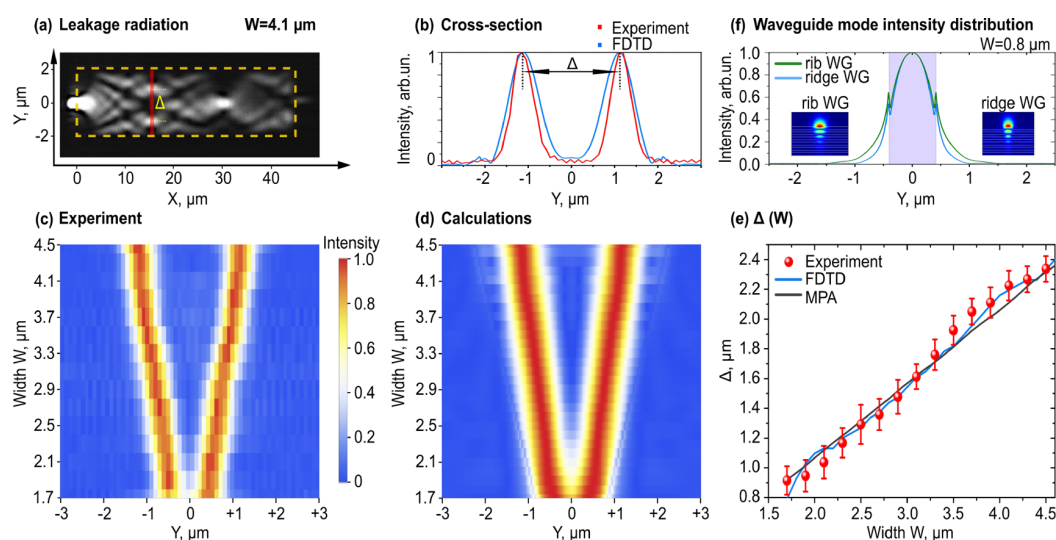 (a) Leakage radiation W=4.1 µm
Y, µm
2
0
-2
Δ
0 10 20 30 40
X, µm
(b) Cross-section
Experiment
FDTD
Intensity, arb.un.
1
0
Δ
-2 -1 0 1 2
Y, µm
(f) Waveguide mode intensity distribution
W=0.8 µm
rib WG
ridge WG
rib WG ridge WG
Intensity, arb.un.
1.0
0.8
0.6
0.4
0.2
0.0
-2 -1 0 1 2
Y, µm
(c) Experiment
Intensity
1.0
0.8
0.6
0.4
0.2
0
Width W, µm
4.5
3.7
3.3
2.9
2.1
1.7
-3 -2 -1 0 +1 +2 +3
Y, µm
(d) Calculations
Width W, µm
4.5
3.7
3.3
2.9
2.1
1.7
-3 -2 -1 0 +1 +2 +3
Y, µm
(e) Δ (W)
Experiment
FDTD
MPA
Δ, µm
2.4
2.2
2.0
1.8
1.6
1.4
1.2
1.0
0.8
1.5 2.0 2.5 3.0 3.5 4.0 4.5
Width W, µm